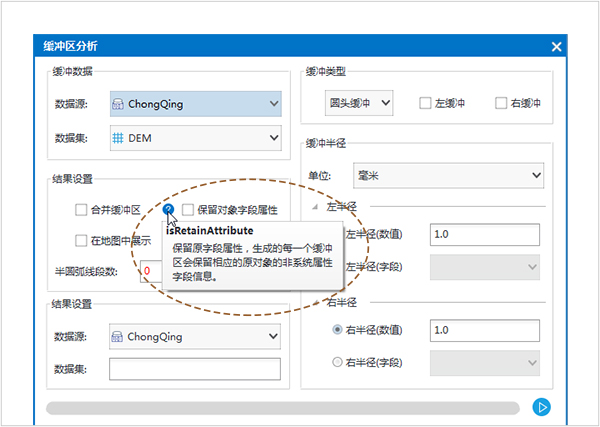 缓冲区分析
缓冲数据
数据源: ChongQing
数据集: DEM
结果设置
合并缓冲区 ? 保留对象字段属性
在地图中展示
半圆弧线段数: 0
isRetainAttribute
保留原字段属性，生成的每一个缓冲
区会保留相应的原对象的非系统属性
字段信息。
结果设置
数据源: ChongQing
数据集:
缓冲类型
圆头缓冲 左缓冲 右缓冲
缓冲半径
单位: 毫米
左半径
左半径(数值) 1.0
左半径(字段)
右半径
右半径(数值) 1.0
右半径(字段)